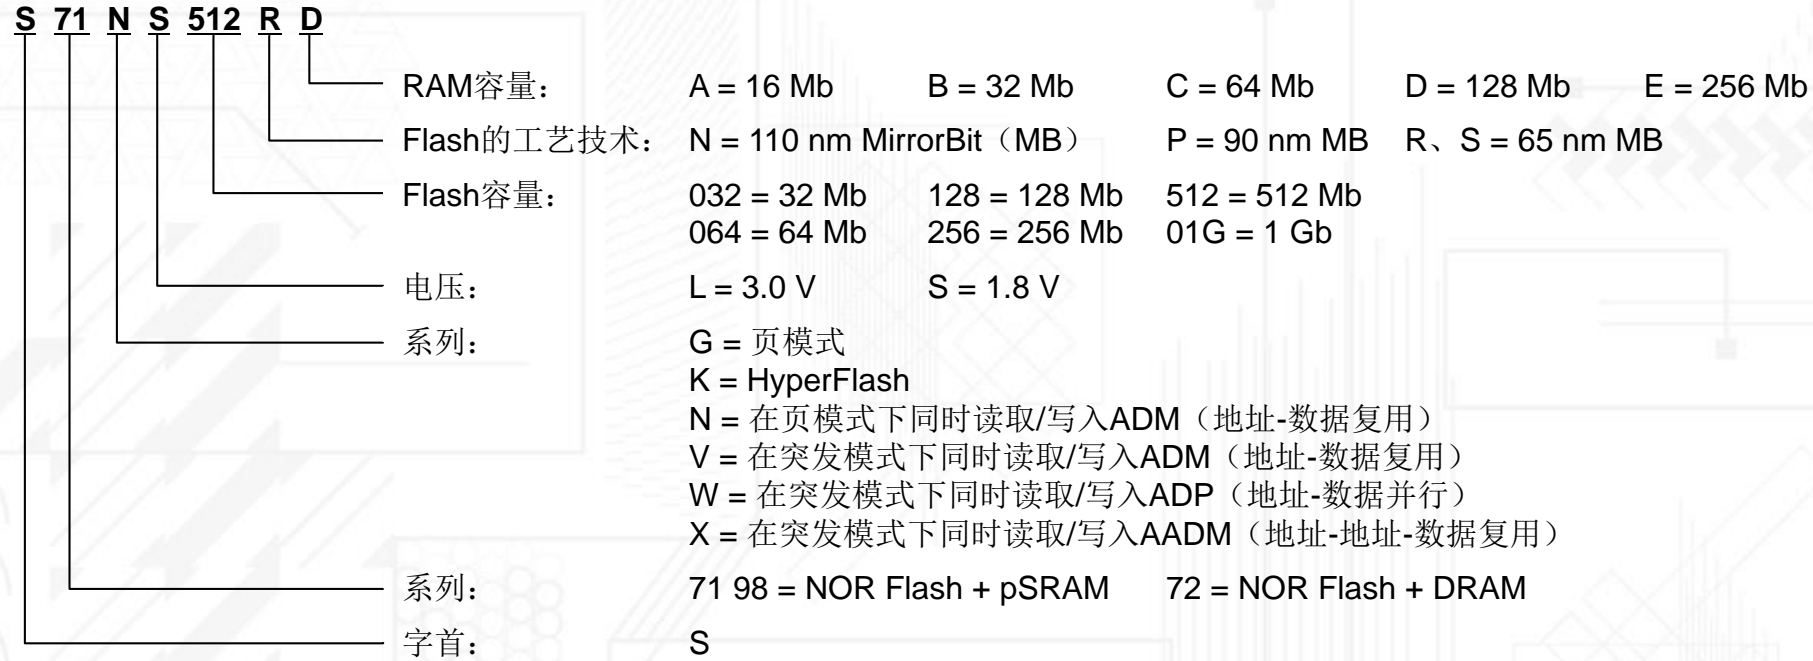 S 71 N S 512 R D
RAM容量： A = 16 Mb B = 32 Mb C = 64 Mb D = 128 Mb E = 256 Mb
Flash的工艺技术： N = 110 nm MirrorBit（MB） P = 90 nm MB R、S = 65 nm MB
Flash容量： 032 = 32 Mb 128 = 128 Mb 512 = 512 Mb
064 = 64 Mb 256 = 256 Mb 01G = 1 Gb
电压： L = 3.0 V S = 1.8 V
系列： G = 页模式
K = HyperFlash
N = 在页模式下同时读取/写入ADM（地址-数据复用）
V = 在突发模式下同时读取/写入ADM（地址-数据复用）
W = 在突发模式下同时读取/写入ADP（地址-数据并行）
X = 在突发模式下同时读取/写入AADM（地址-地址-数据复用）
系列： 71 98 = NOR Flash + pSRAM 72 = NOR Flash + DRAM
字首： S